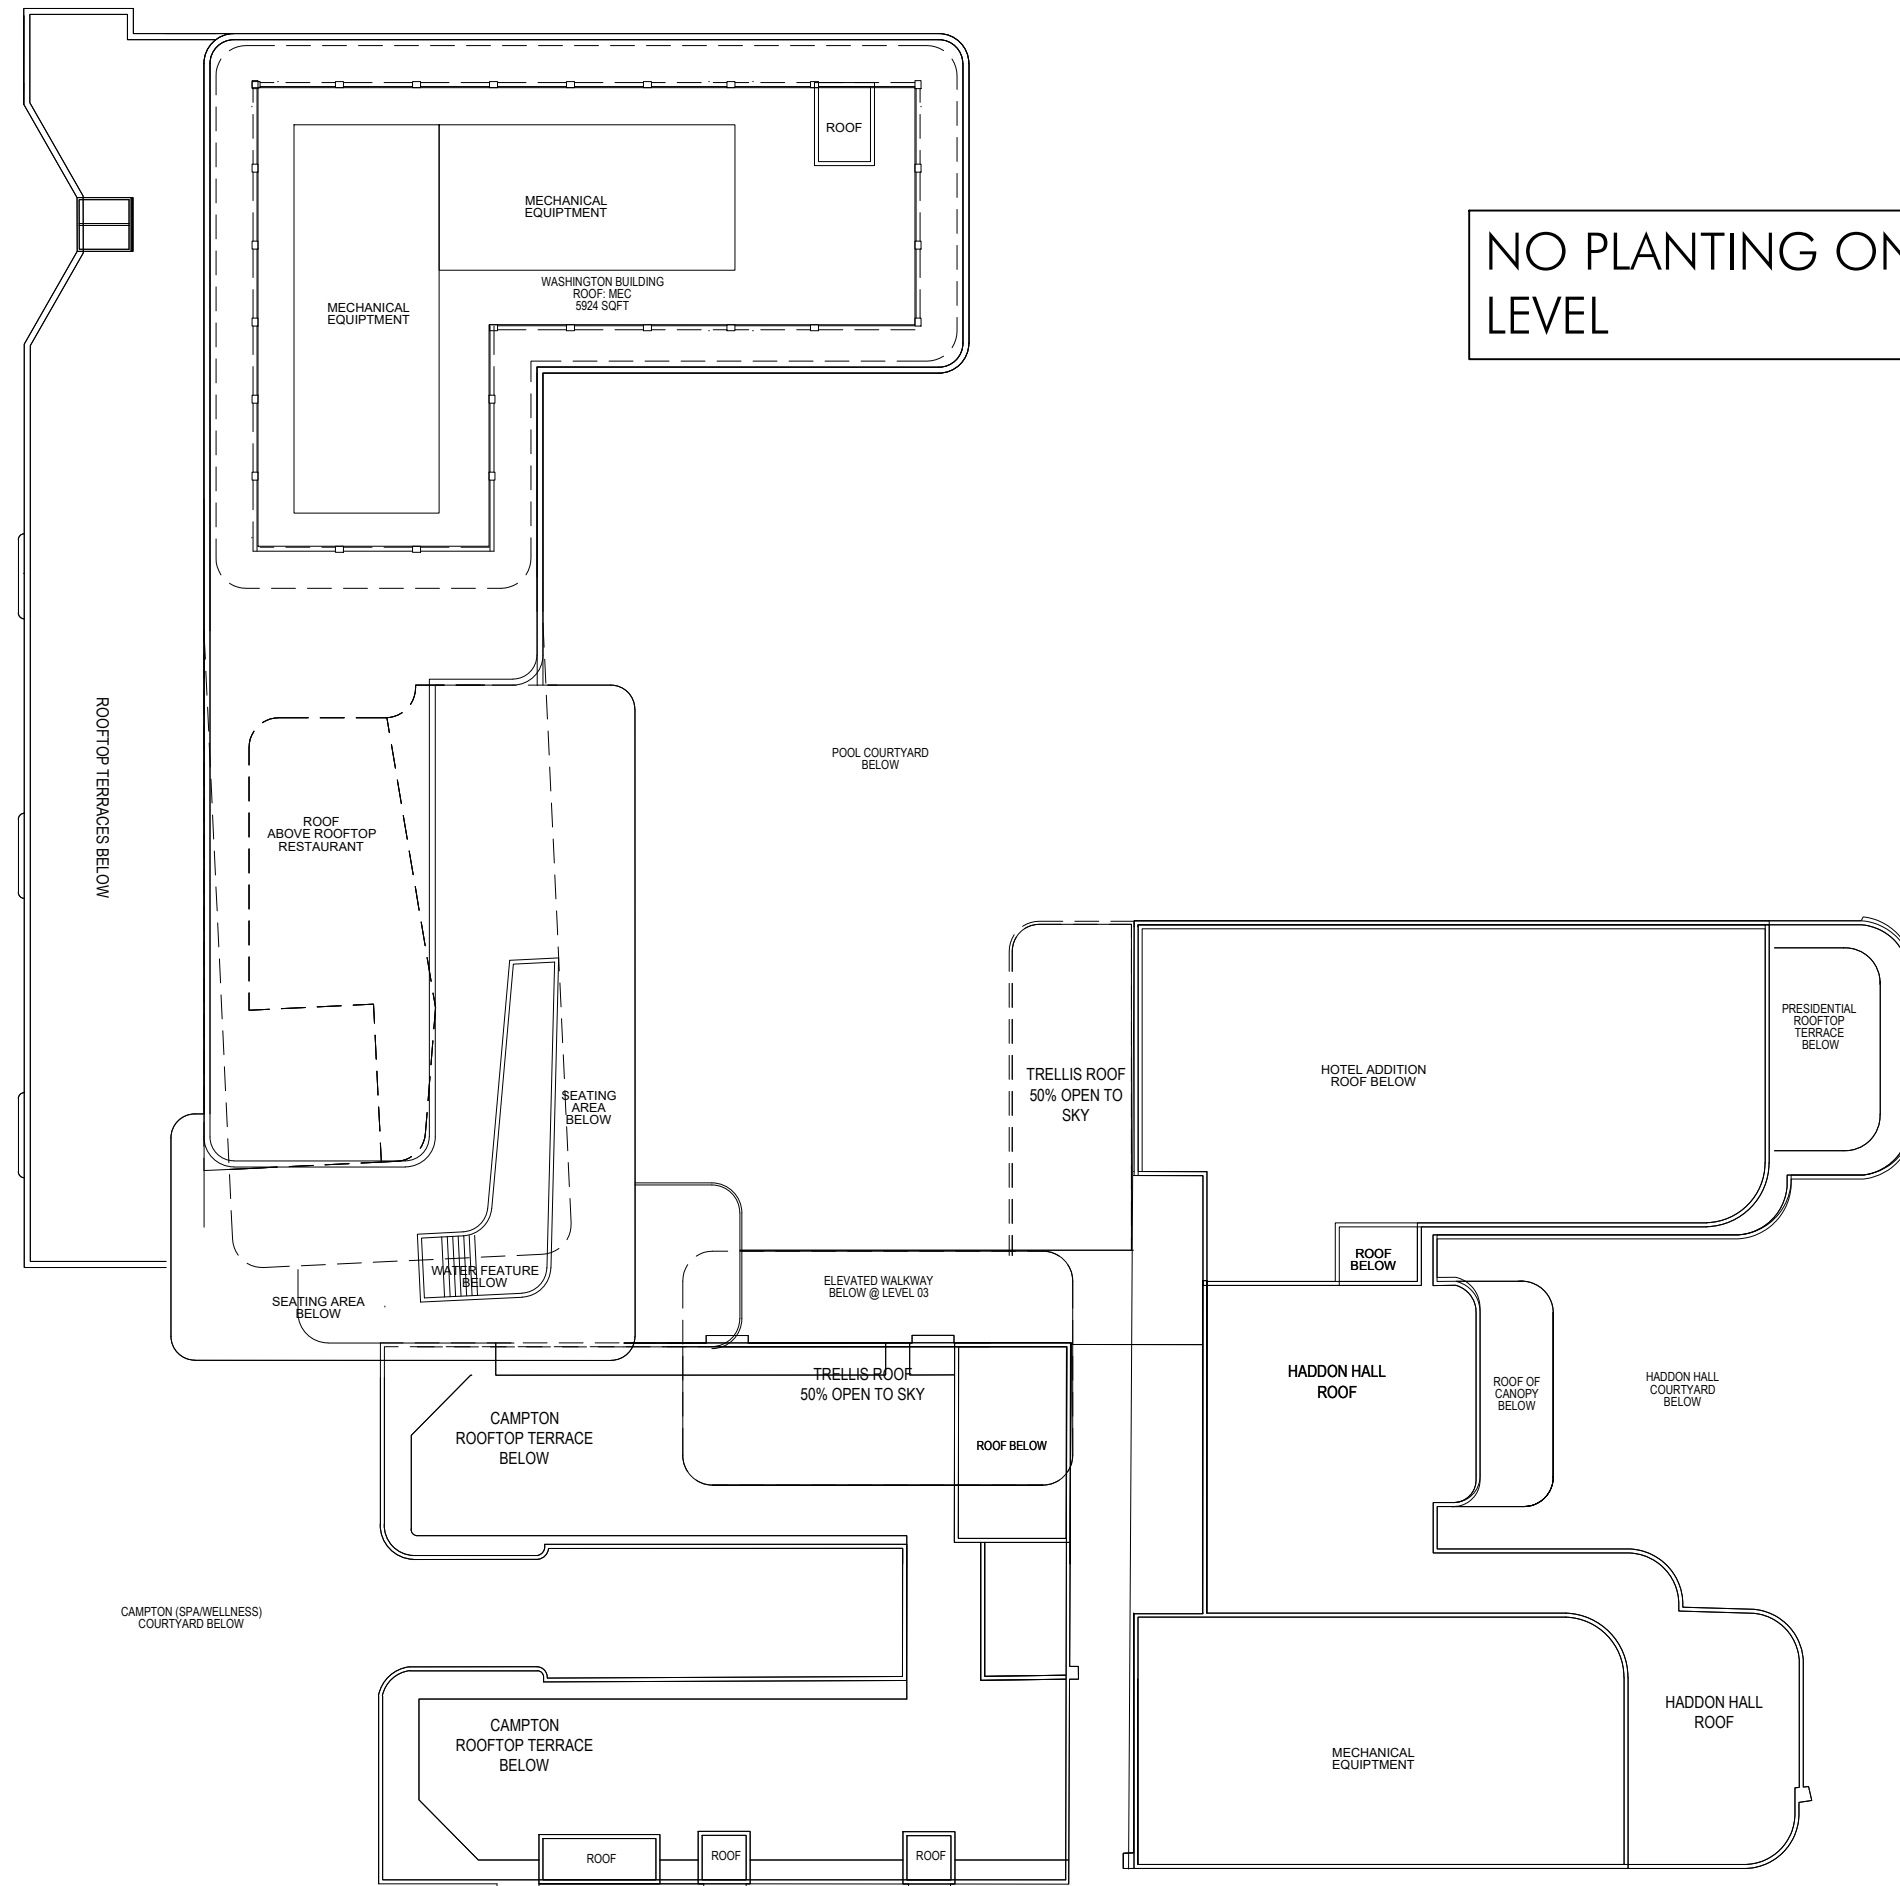 ROOF
MECHANICAL
EQUIPTMENT
NO PLANTING ON
LEVEL
WASHINGTON BUILDING
ROOF: MEC
5924 SQFT
MECHANICAL
EQUIPTMENT
ROOFTOP TERRACES BELOW
POOL COURTYARD
BELOW
ROOF
ABOVE ROOFTOP
RESTAURANT
PRESIDENTIAL
ROOFTOP
TERRACE
BELOW
HOTEL ADDITION
ROOF BELOW
TRELLIS ROOF
50% OPEN TO
SKY
SEATING
AREA
BELOW
ROOF
BELOW
WATER FEATURE
BELOW
ELEVATED WALKWAY
BELOW @ LEVEL 03
SEATING AREA
BELOW
TRELLIS ROOF
50% OPEN TO SKY
HADDON HALL
ROOF
ROOF OF
CANOPY
BELOW
HADDON HALL
COURTYARD
BELOW
CAMPTON
ROOFTOP TERRACE
BELOW
ROOF BELOW
CAMPTON (SPA/WELLNESS)
COURTYARD BELOW
HADDON HALL
ROOF
CAMPTON
ROOFTOP TERRACE
BELOW
MECHANICAL
EQUIPTMENT
ROOF
ROOF
ROOF